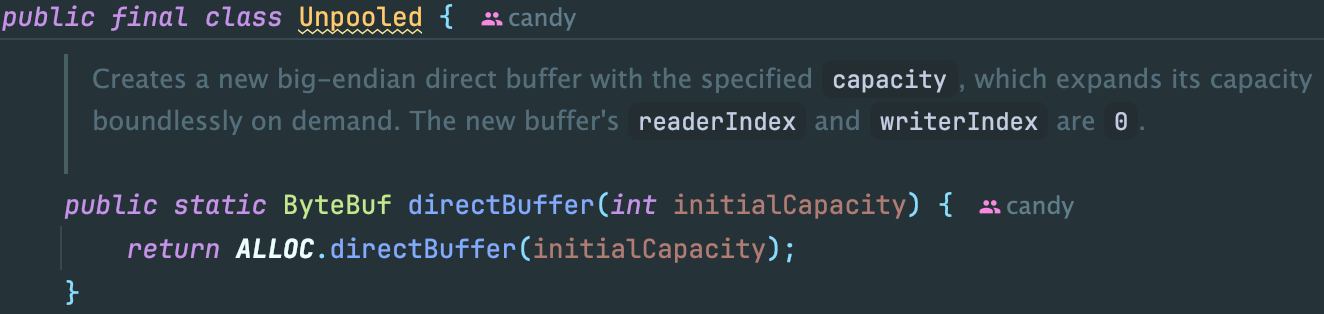 public final class Unpooled { candy
Creates a new big-endian direct buffer with the specified capacity, which expands its capacity
boundlessly on demand. The new buffer's readerIndex and writerIndex are 0.
public static ByteBuf directBuffer(int initialCapacity) { candy
return ALLOC.directBuffer(initialCapacity);
}